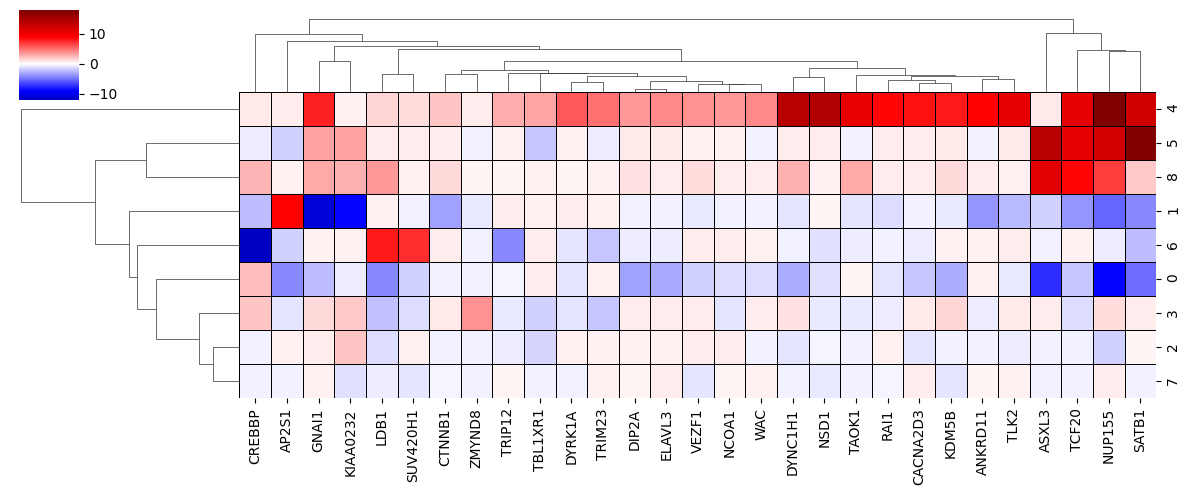 10
0
−10
4
5
8
1
6
0
3
2
7
CREBBP
AP2S1
GNAI1
KIAA0232
LDB1
SUV420H1
CTNNB1
ZMYND8
TRIP12
TBL1XR1
DYRK1A
TRIM23
DIP2A
ELAVL3
VEZF1
NCOA1
WAC
DYNC1H1
NSD1
TAOK1
RAI1
CACNA2D3
KDM5B
ANKRD11
TLK2
ASXL3
TCF20
NUP155
SATB1